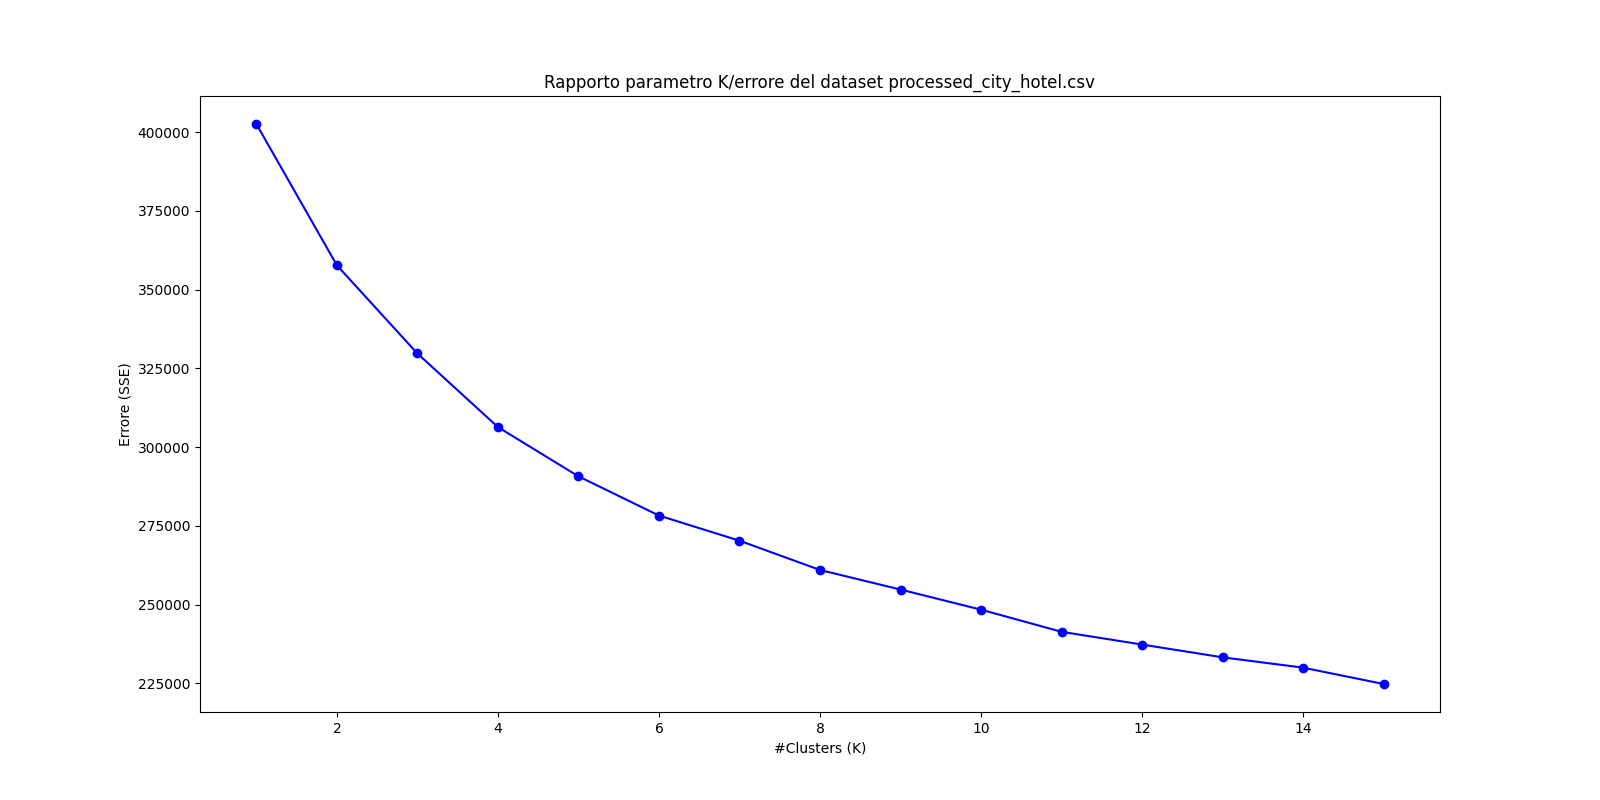 Rapporto parametro K/errore del dataset processed_city_hotel.csv
400000
375000
350000
325000
300000
275000
250000
225000
Errore (SSE)
2 4 6 8 10 12 14
#Clusters (K)